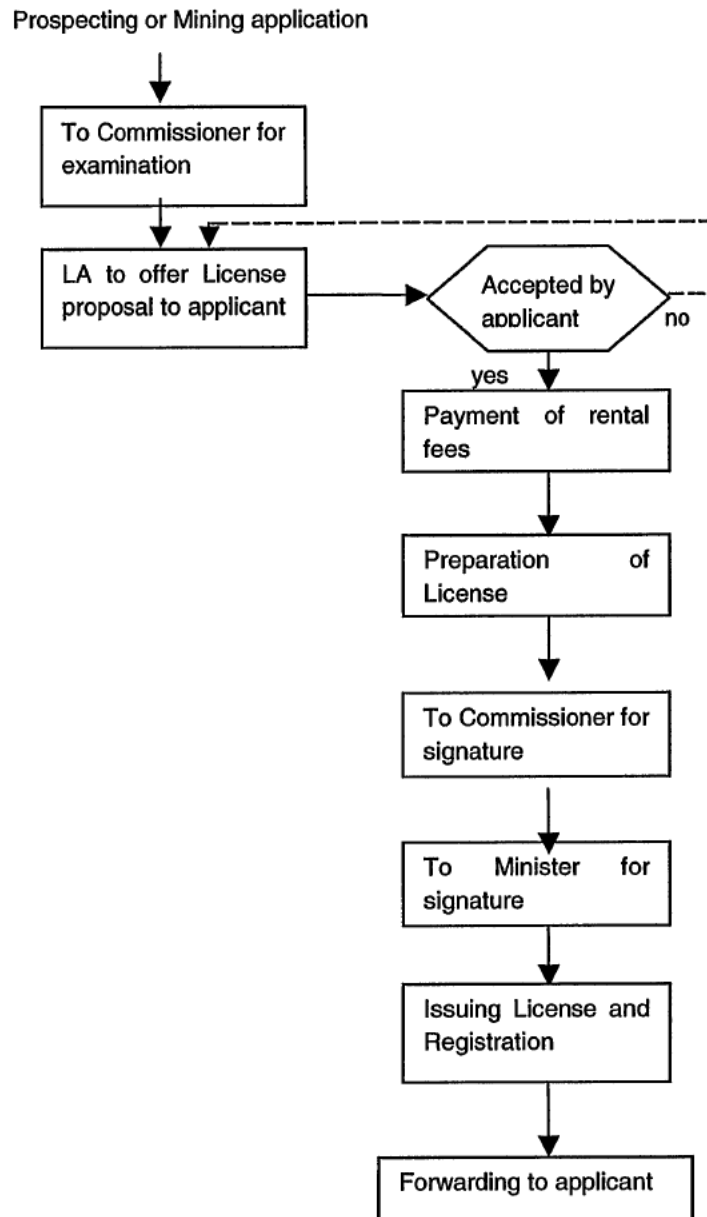 Prospecting or Mining application
To Commissioner for
examination
LA to offer License
proposal to applicant
Accepted by
applicant
no
yes
Payment of rental
fees
Preparation of
License
To Commissioner for
signature
To Minister for
signature
Issuing License and
Registration
Forwarding to applicant